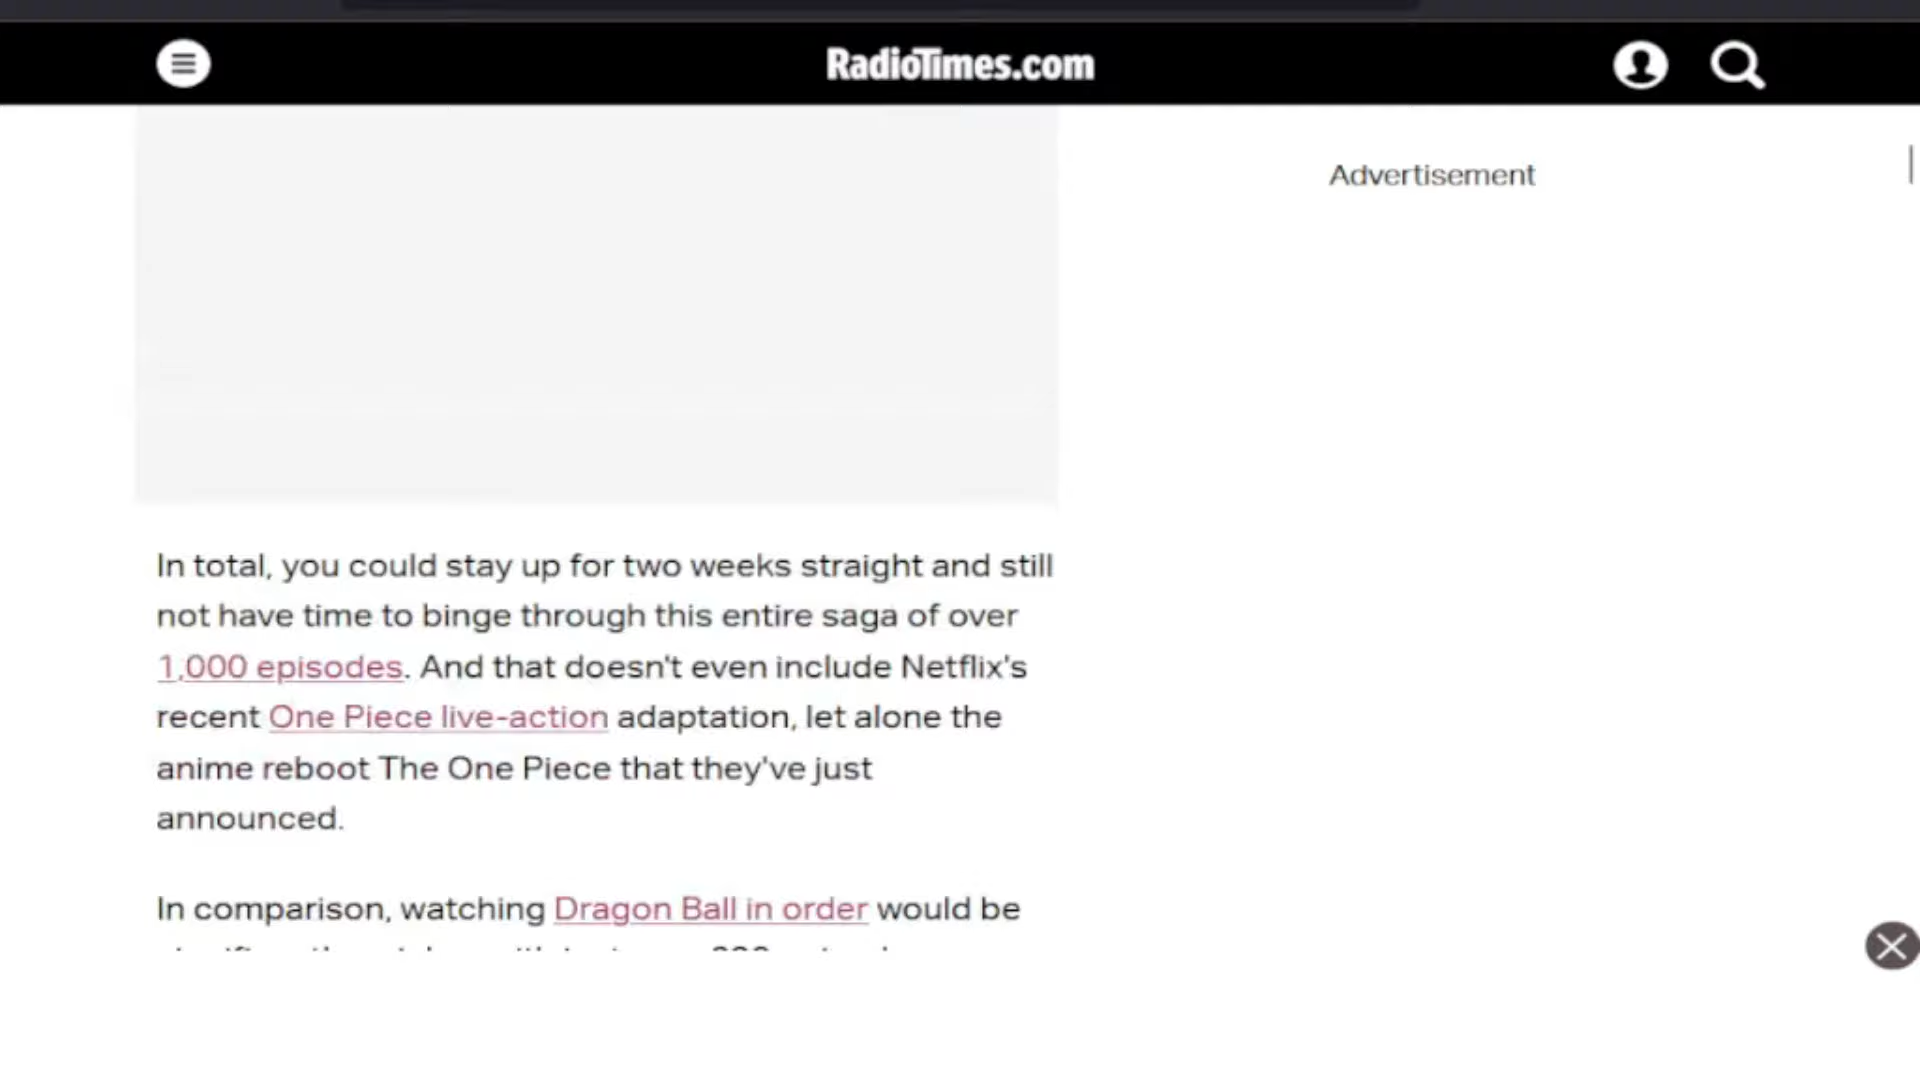 RadioTimes.com
Advertisement
In total, you could stay up for two weeks straight and still
not have time to binge through this entire saga of over
1,000 episodes. And that doesn't even include Netflix's
recent One Piece live-action adaptation, let alone the
anime reboot The One Piece that they've just
announced.
In comparison, watching Dragon Ball in order would be